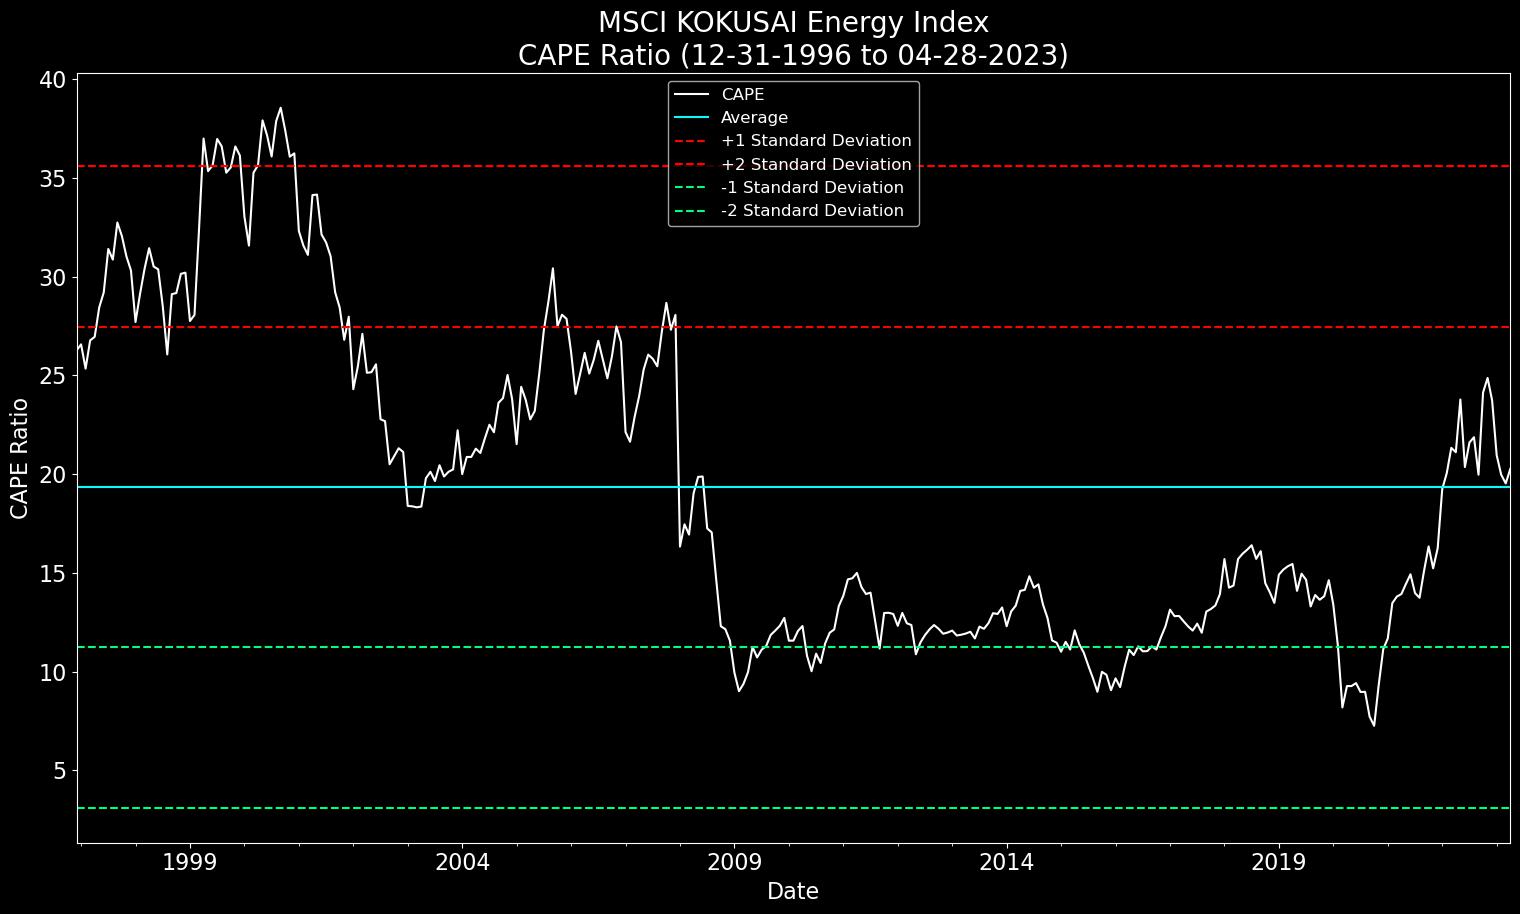 MSCI KOKUSAI Energy Index
CAPE Ratio (12-31-1996 to 04-28-2023)
CAPE
Average
+1 Standard Deviation
+2 Standard Deviation
-1 Standard Deviation
-2 Standard Deviation
40
35
30
25
20
15
10
5
CAPE Ratio
1999
2004
2009
2014
2019
Date